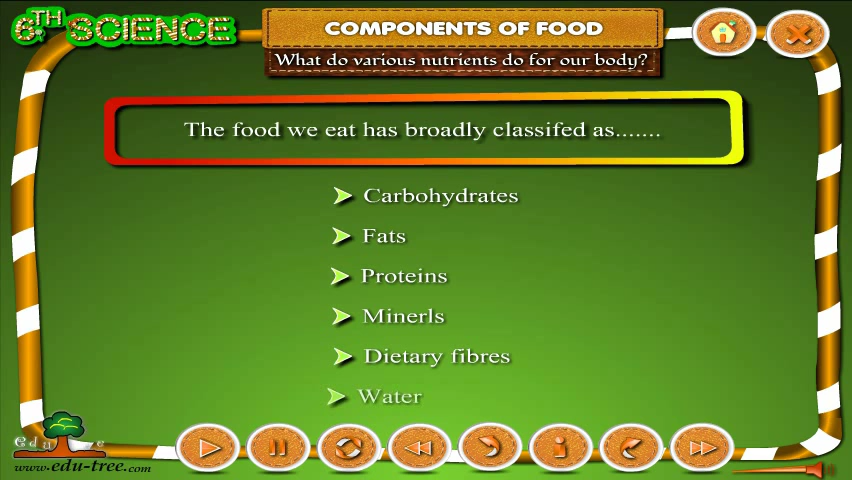 6TH SCIENCE
COMPONENTS OF FOOD
What do various nutrients do for our body?
The food we eat has broadly classifed as.......
Carbohydrates
Fats
Proteins
Minerls
Dietary fibres
Water
www.edu-tree.com